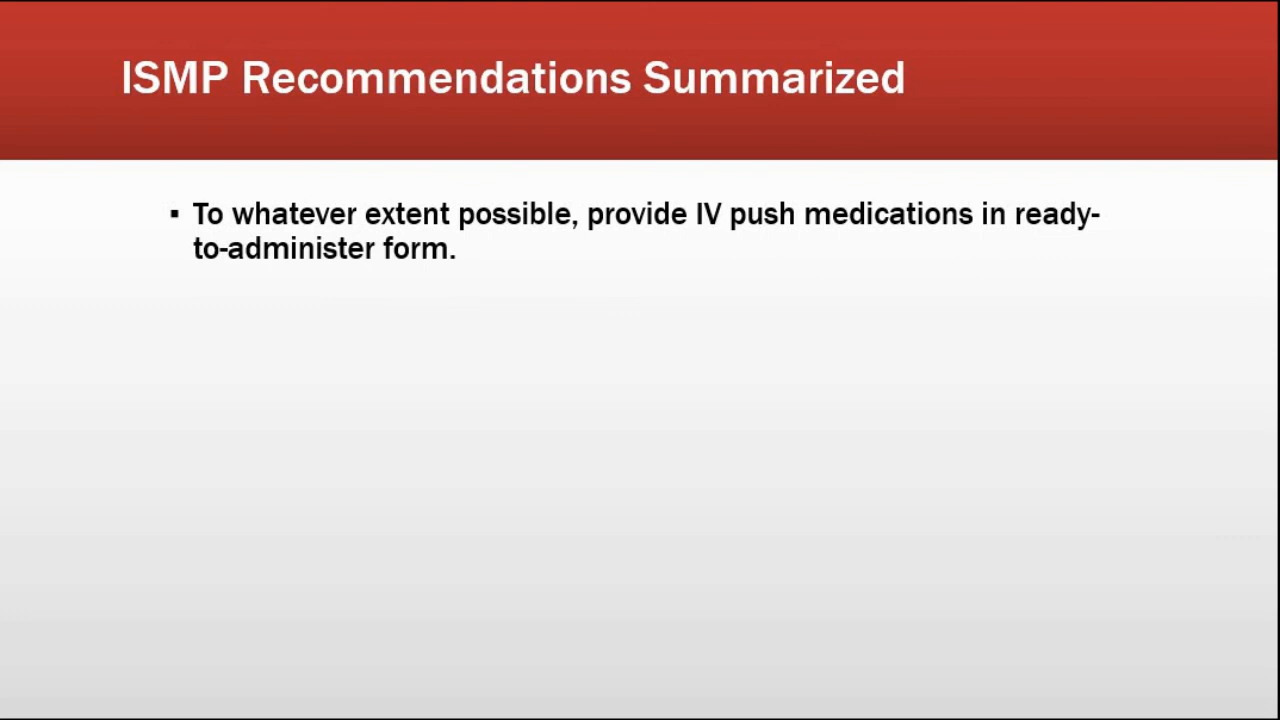 ISMP Recommendations Summarized
▪ To whatever extent possible, provide IV push medications in ready-
to-administer form.